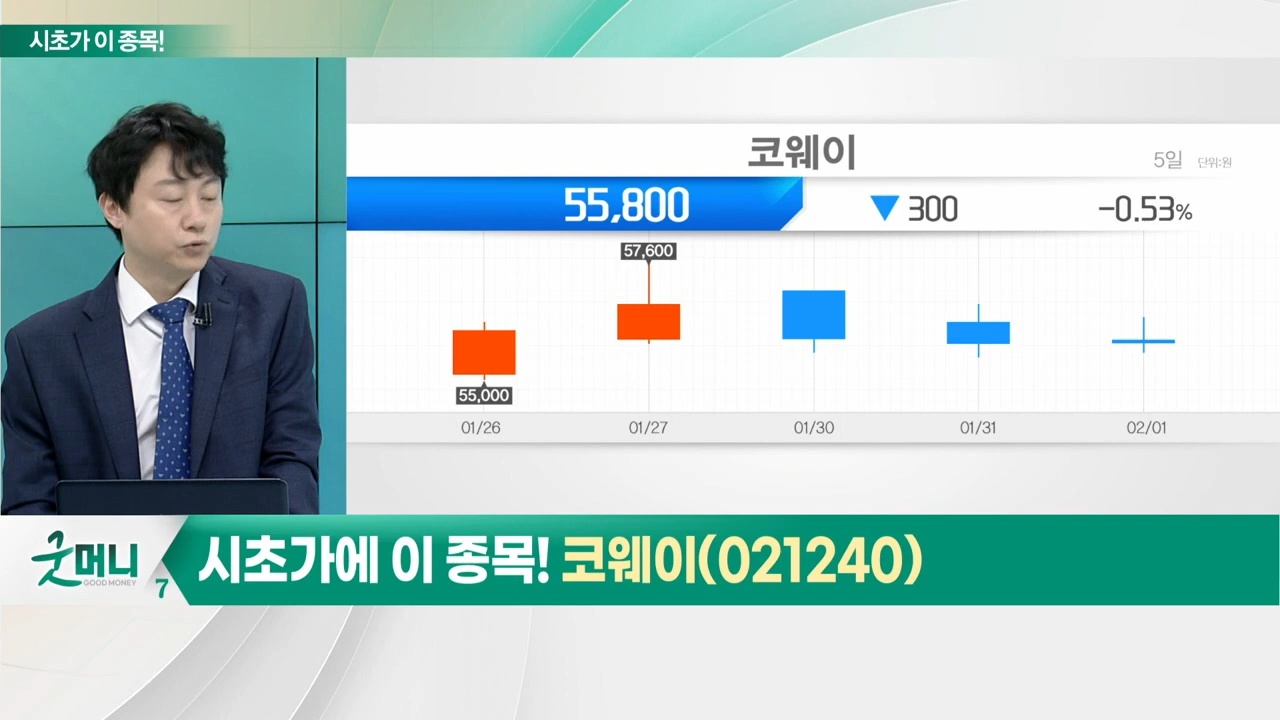 시초가 이 종목!
코웨이
5일 단위:원
55,800 ▼ 300 -0.53%
57,600
55,000
01/26 01/27 01/30 01/31 02/01
굿머니
GOOD MONEY
7
시초가에 이 종목! 코웨이(021240)